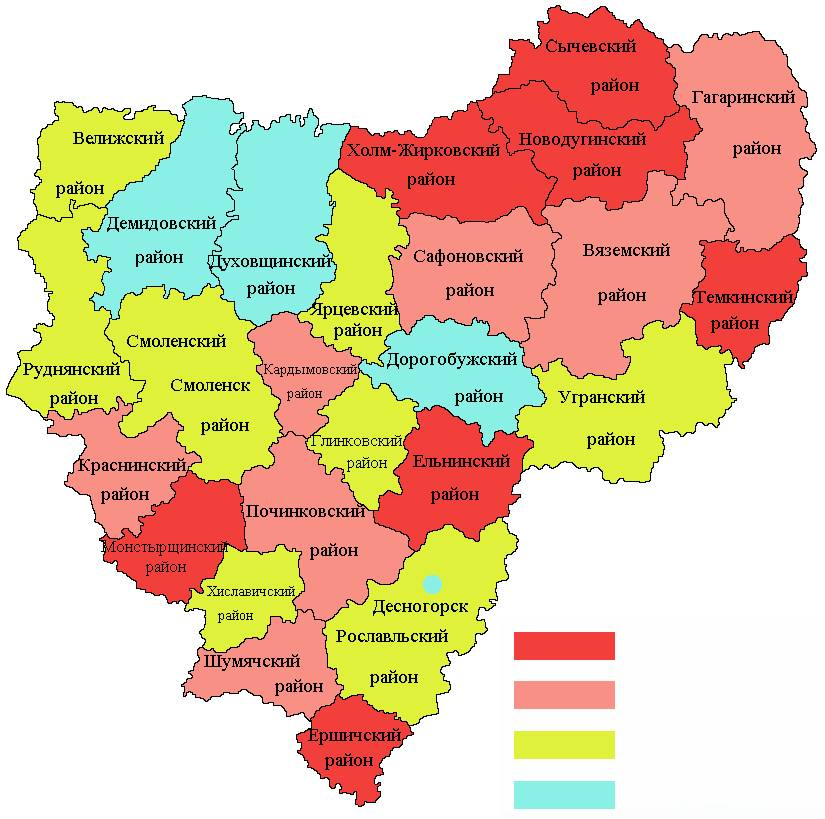 Сычевский
район
Гагаринский
район
Велижский
район
Холм-Жирковский
район
Новодугинский
район
Демидовский
район
Духовщинский
район
Сафоновский
район
Вяземский
район
Темкинский
район
Ярцевский
район
Смоленский
Смоленск
район
Руднянский
район
Кардымовский
район
Дорогобужский
район
Угранский
район
Глинковский
район
Ельнинский
район
Краснинский
район
Починковский
район
Монстырщинский
район
Хиславичский
район
Десногорск
Рославльский
район
Шумячский
район
Ершичский
район